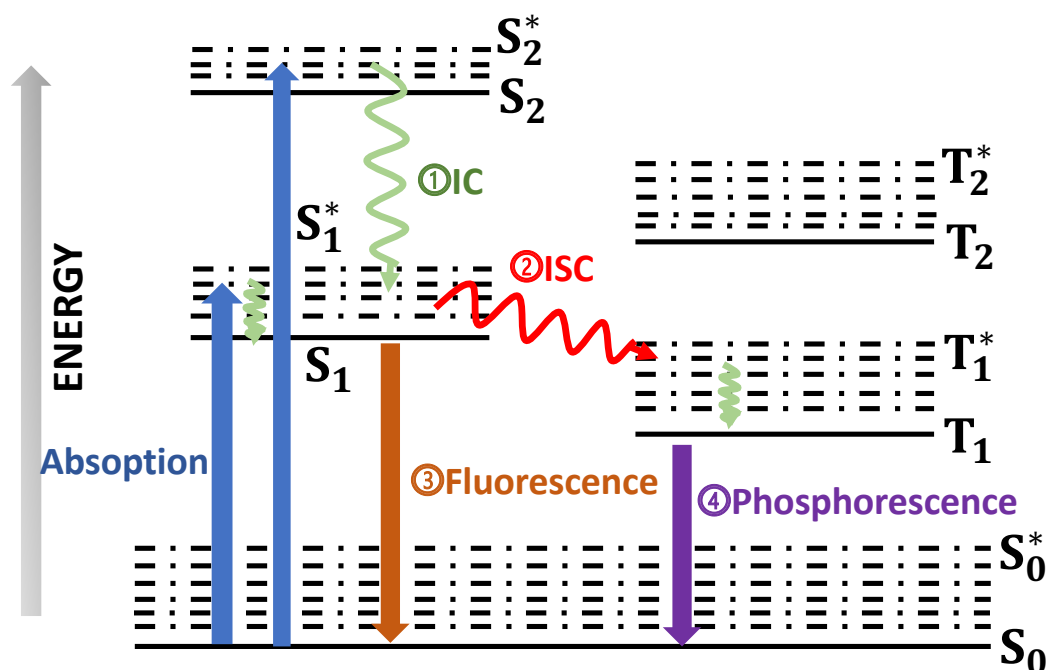 S₂*
S₂
①IC
T₂*
T₂
S₁*
②ISC
ENERGY
S₁
T₁*
T₁
Absoption
③Fluorescence
④Phosphorescence
S₀*
S₀